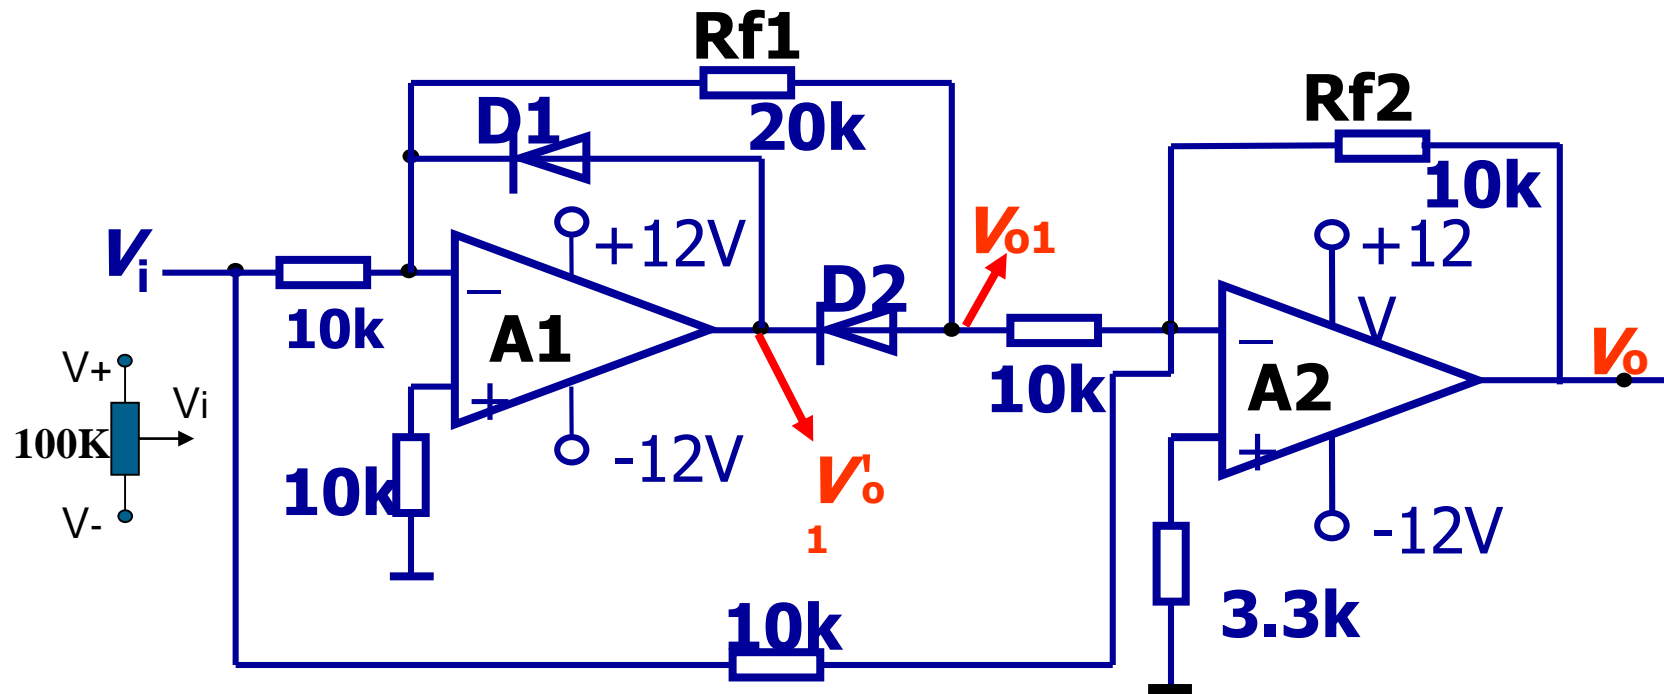 Rf1
20k
D1
Rf2
10k
Vi
10k
+12V
A1
-12V
10k
D2
Vo1
V'o
1
10k
+12
V
A2
-12V
Vo
3.3k
10k
V+
Vi
100K
V-